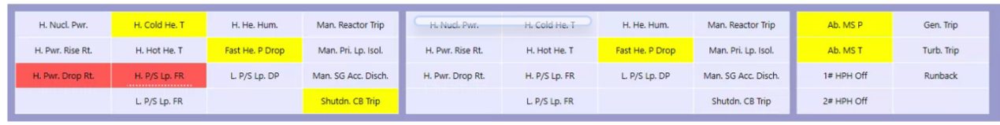 H. Nucl. Pwr. H. Cold He. T H. He. Hum. Man. Reactor Trip H. Nucl. Pwr. H. Cold He. T H. He. Hum. Man. Reactor Trip Ab. MS P Gen. Trip
H. Pwr. Rise Rt. H. Hot He. T Fast He. P Drop Man. Pri. Lp. Isol. H. Pwr. Rise Rt. H. Hot He. T Fast He. P Drop Man. Pri. Lp. Isol. Ab. MS T Turb. Trip
H. Pwr. Drop Rt. H. P/S Lp. FR L. P/S Lp. DP Man. SG Acc. Disch. H. Pwr. Drop Rt. H. P/S Lp. FR L. P/S Lp. DP Man. SG Acc. Disch. 1# HPH Off Runback
L. P/S Lp. FR Shutdn. CB Trip L. P/S Lp. FR Shutdn. CB Trip 2# HPH Off